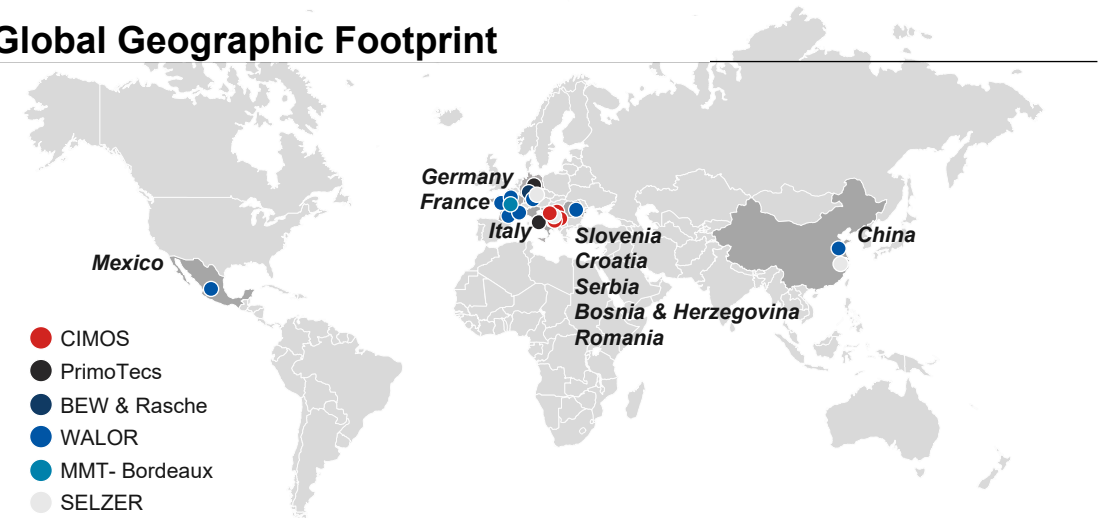 Global Geographic Footprint
Germany
France
Italy
Slovenia
Croatia
Serbia
Bosnia & Herzegovina
Romania
China
Mexico
CIMOS
PrimoTecs
BEW & Rasche
WALOR
MMT- Bordeaux
SELZER